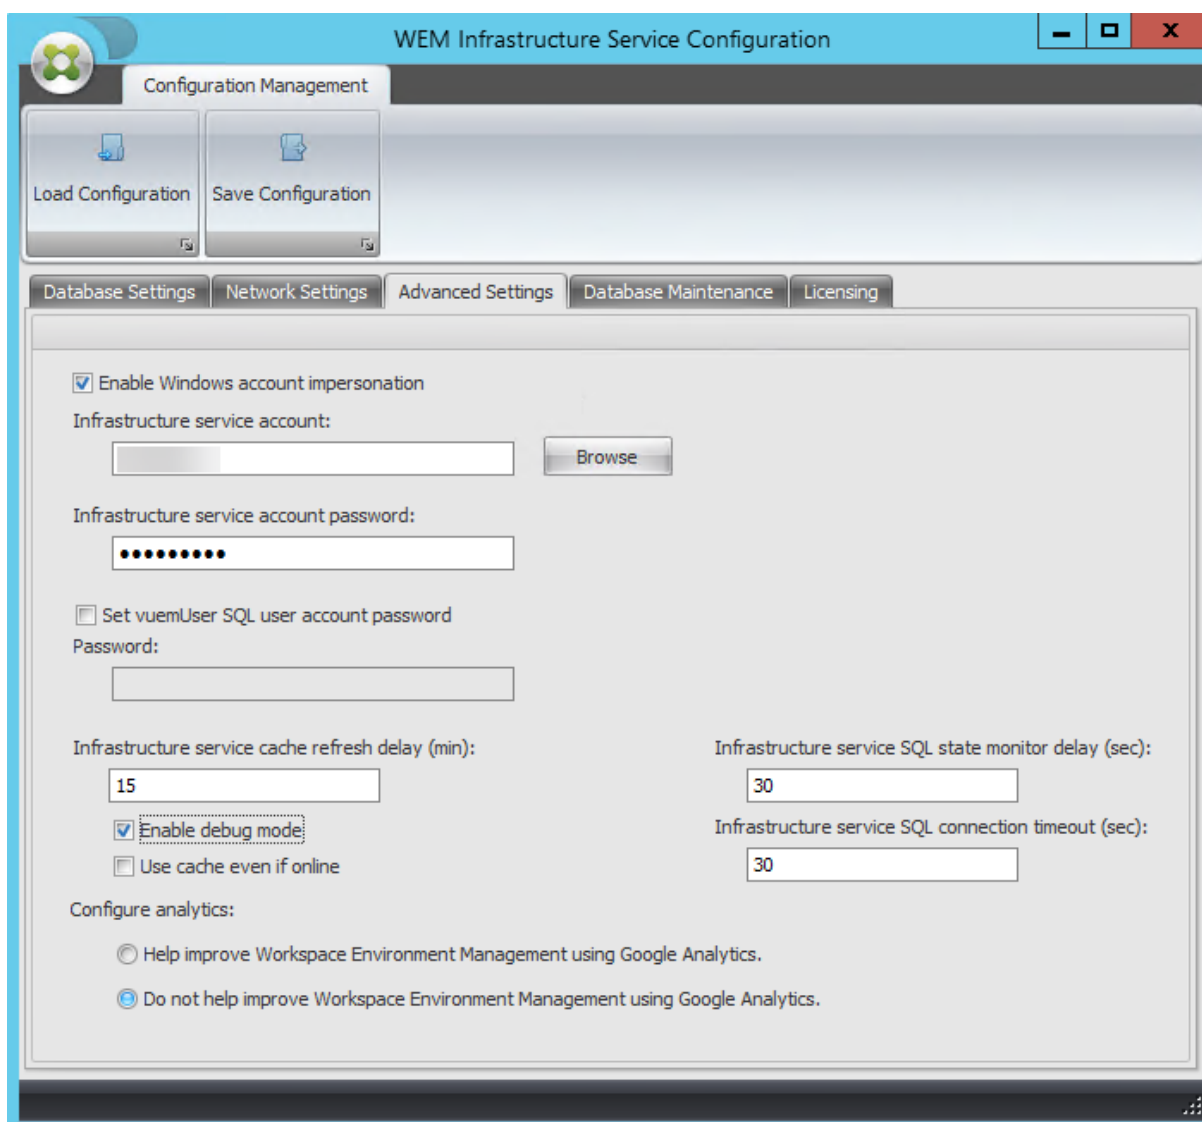 WEM Infrastructure Service Configuration
X
Configuration Management
Load Configuration
Save Configuration
Database Settings
Network Settings
Advanced Settings
Database Maintenance
Licensing
Enable Windows account impersonation
Infrastructure service account:
Browse
Infrastructure service account password:
•••••••••
Set vuemUser SQL user account password
Password:
Infrastructure service cache refresh delay (min):
15
Infrastructure service SQL state monitor delay (sec):
30
Enable debug mode
Infrastructure service SQL connection timeout (sec):
Use cache even if online
30
Configure analytics:
Help improve Workspace Environment Management using Google Analytics.
Do not help improve Workspace Environment Management using Google Analytics.